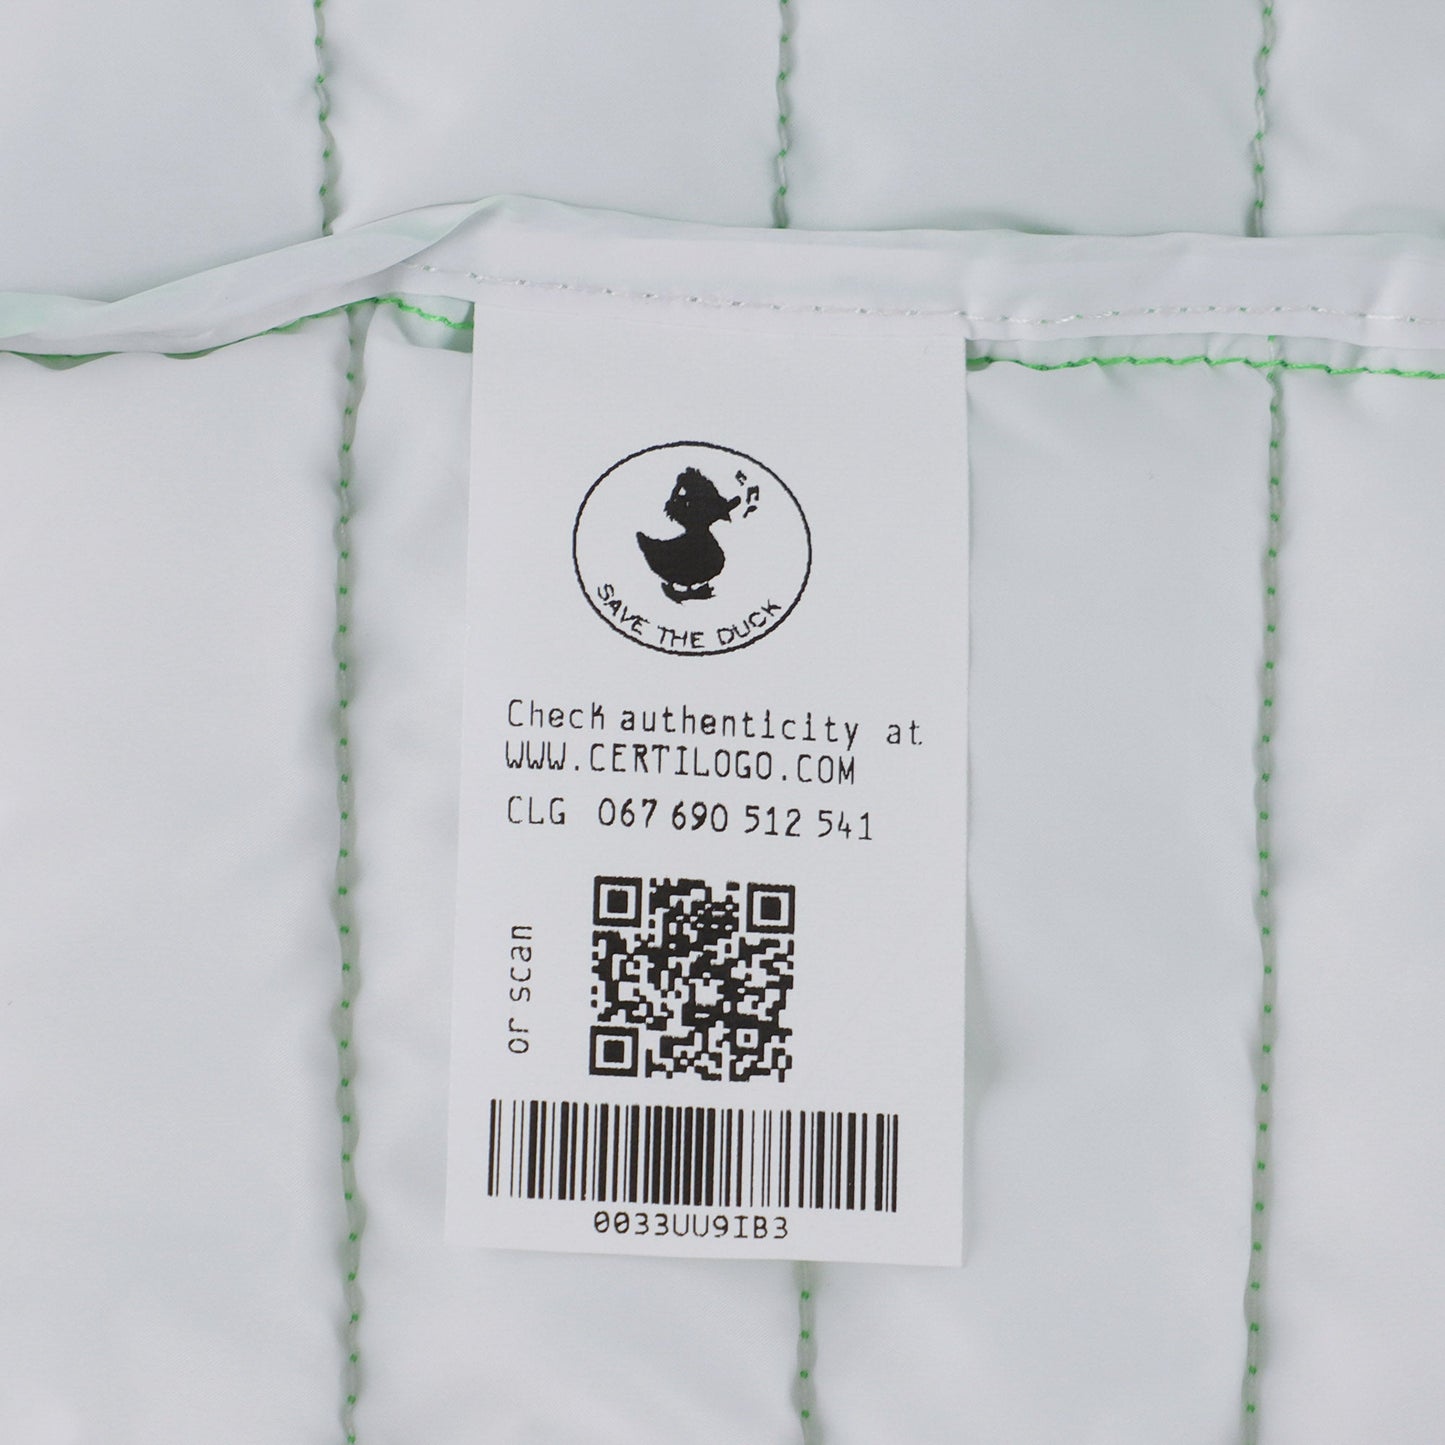 SAVE THE DUCK
Check authenticity at
WWW.CERTILOGO.COM
CLG 067 690 512 541
or scan
0033UU9IB3